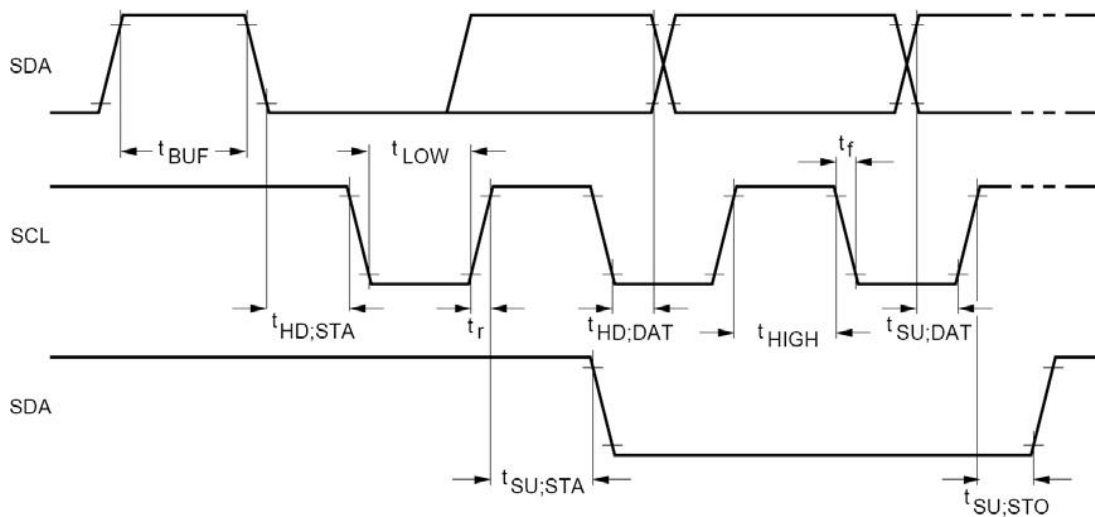 SDA
t BUF
t LOW
t f
SCL
t HD;STA
t r
t HD;DAT
t HIGH
t SU;DAT
SDA
t SU;STA
t SU;STO